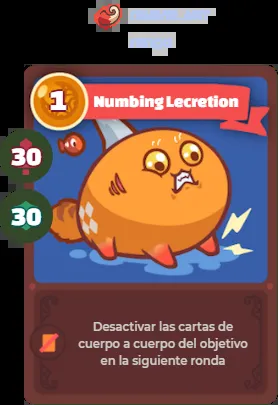 1
Numbing Lecretion
30
30
Desactivar las cartas de
cuerpo a cuerpo del objetivo
en la siguiente ronda